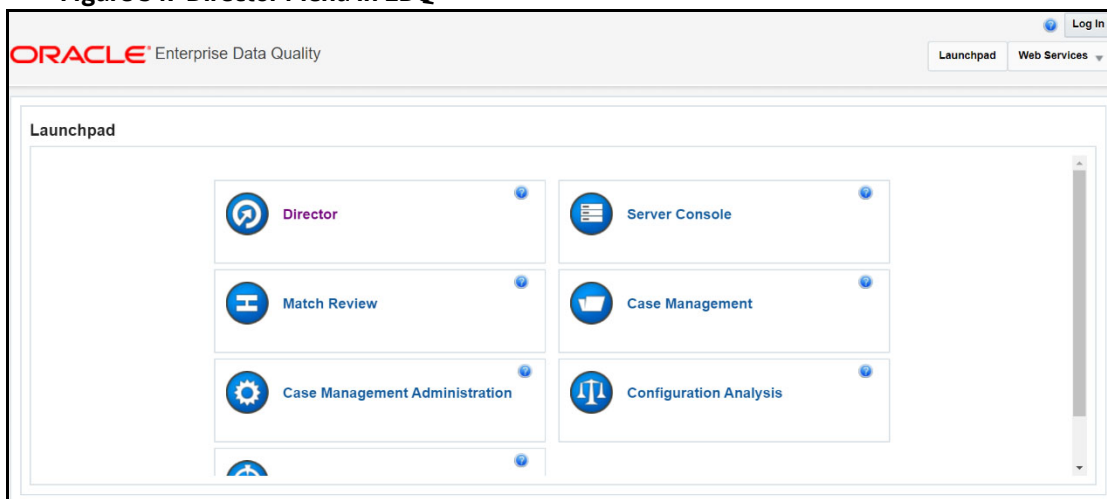 Log In
ORACLE® Enterprise Data Quality
Launchpad Web Services
Launchpad
Director
Server Console
Match Review
Case Management
Case Management Administration
Configuration Analysis